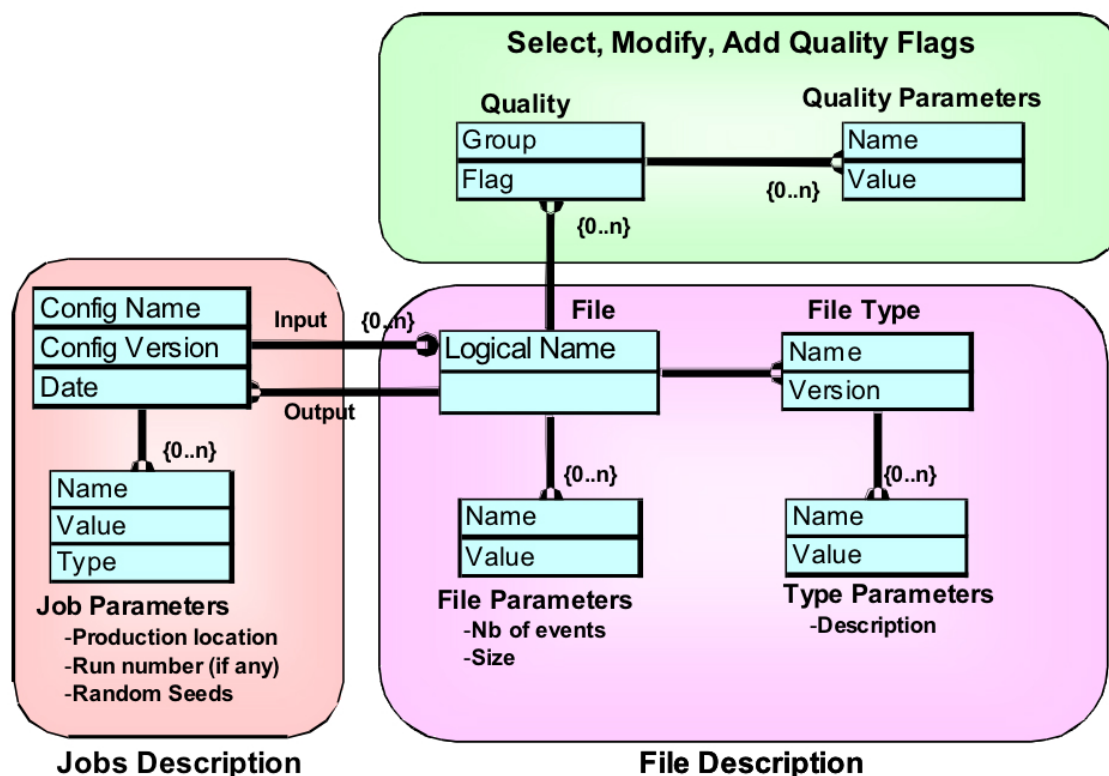 Select, Modify, Add Quality Flags
Quality
Group
Flag
{0..n}
Quality Parameters
Name
Value
{0..n}
Config Name
Config Version
Date
Input
{0..n}
Output
{0..n}
Name
Value
Type
Job Parameters
-Production location
-Run number (if any)
-Random Seeds
Jobs Description
File
Logical Name
{0..n}
Name
Value
File Parameters
-Nb of events
-Size
File Type
Name
Version
{0..n}
Name
Value
Type Parameters
-Description
File Description